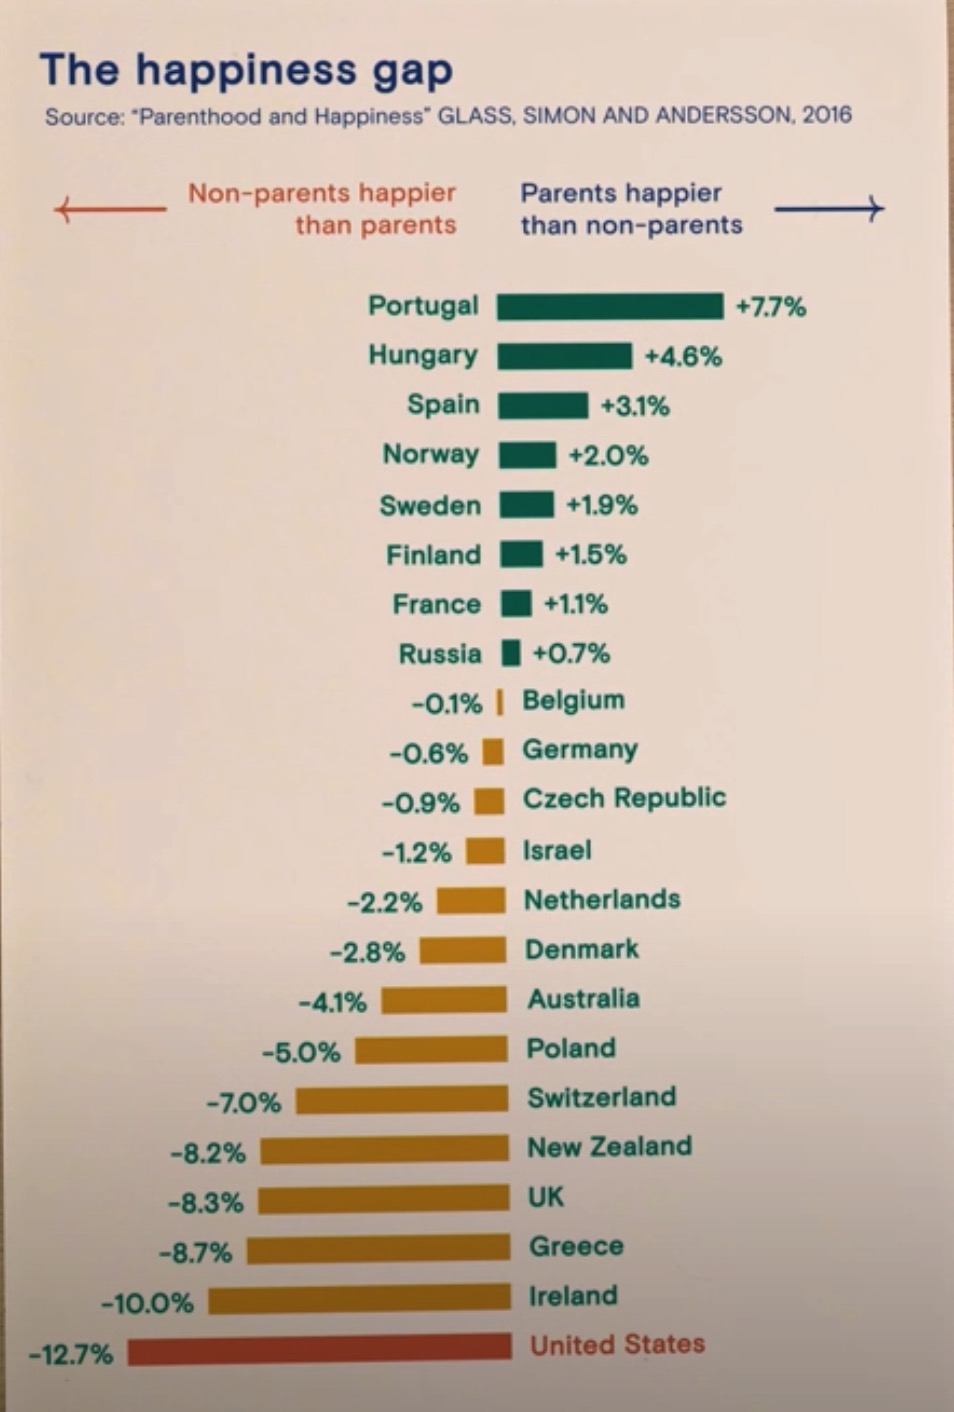 The happiness gap
Source: “Parenthood and Happiness” GLASS, SIMON AND ANDERSSON, 2016
Non-parents happier
than parents
Parents happier
than non-parents
Portugal +7.7%
Hungary +4.6%
Spain +3.1%
Norway +2.0%
Sweden +1.9%
Finland +1.5%
France +1.1%
Russia +0.7%
-0.1% Belgium
-0.6% Germany
-0.9% Czech Republic
-1.2% Israel
-2.2% Netherlands
-2.8% Denmark
-4.1% Australia
-5.0% Poland
-7.0% Switzerland
-8.2% New Zealand
-8.3% UK
-8.7% Greece
-10.0% Ireland
-12.7% United States